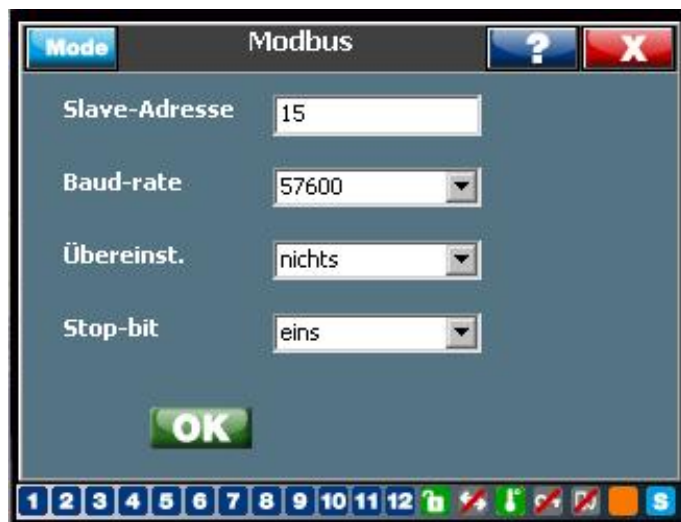 Mode Modbus ? X
Slave-Adresse 15
Baud-rate 57600
Übereinst. nichts
Stop-bit eins
OK
1 2 3 4 5 6 7 8 9 10 11 12 S